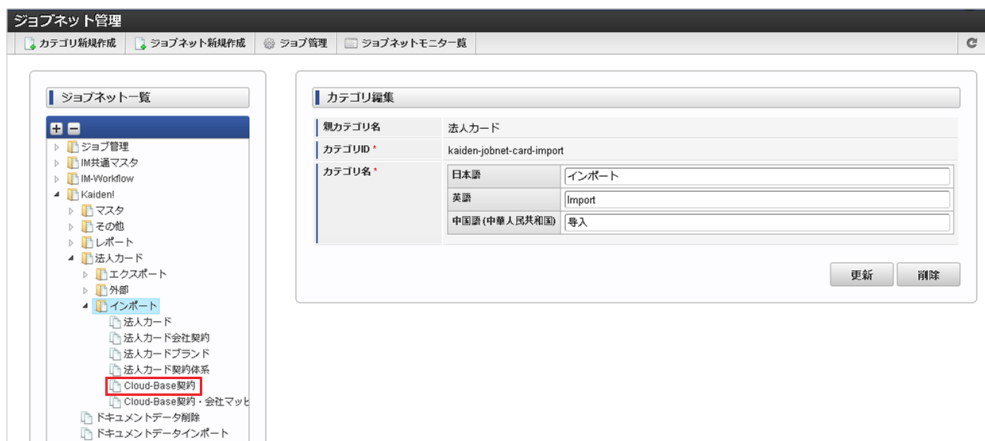 ジョブネット管理
カテゴリ新規作成 ジョブネット新規作成 ジョブ管理 ジョブネットモニタ一覧
ジョブネット一覧
ジョブ管理
IM共通マスタ
IM-Workflow
Kaiden!
マスタ
その他
レポート
法人カード
エクスポート
外部
インポート
法人カード
法人カード会社契約
法人カードブランド
法人カード契約体系
Cloud-Base契約
Cloud-Base契約・会社マッピ
ドキュメントデータ削除
ドキュメントデータインポート
カテゴリ編集
親カテゴリ名 法人カード
カテゴリID * kaiden-jobnet-card-import
カテゴリ名 *
日本語 インポート
英語 Import
中国語(中華人民共和国) 导入
更新 削除